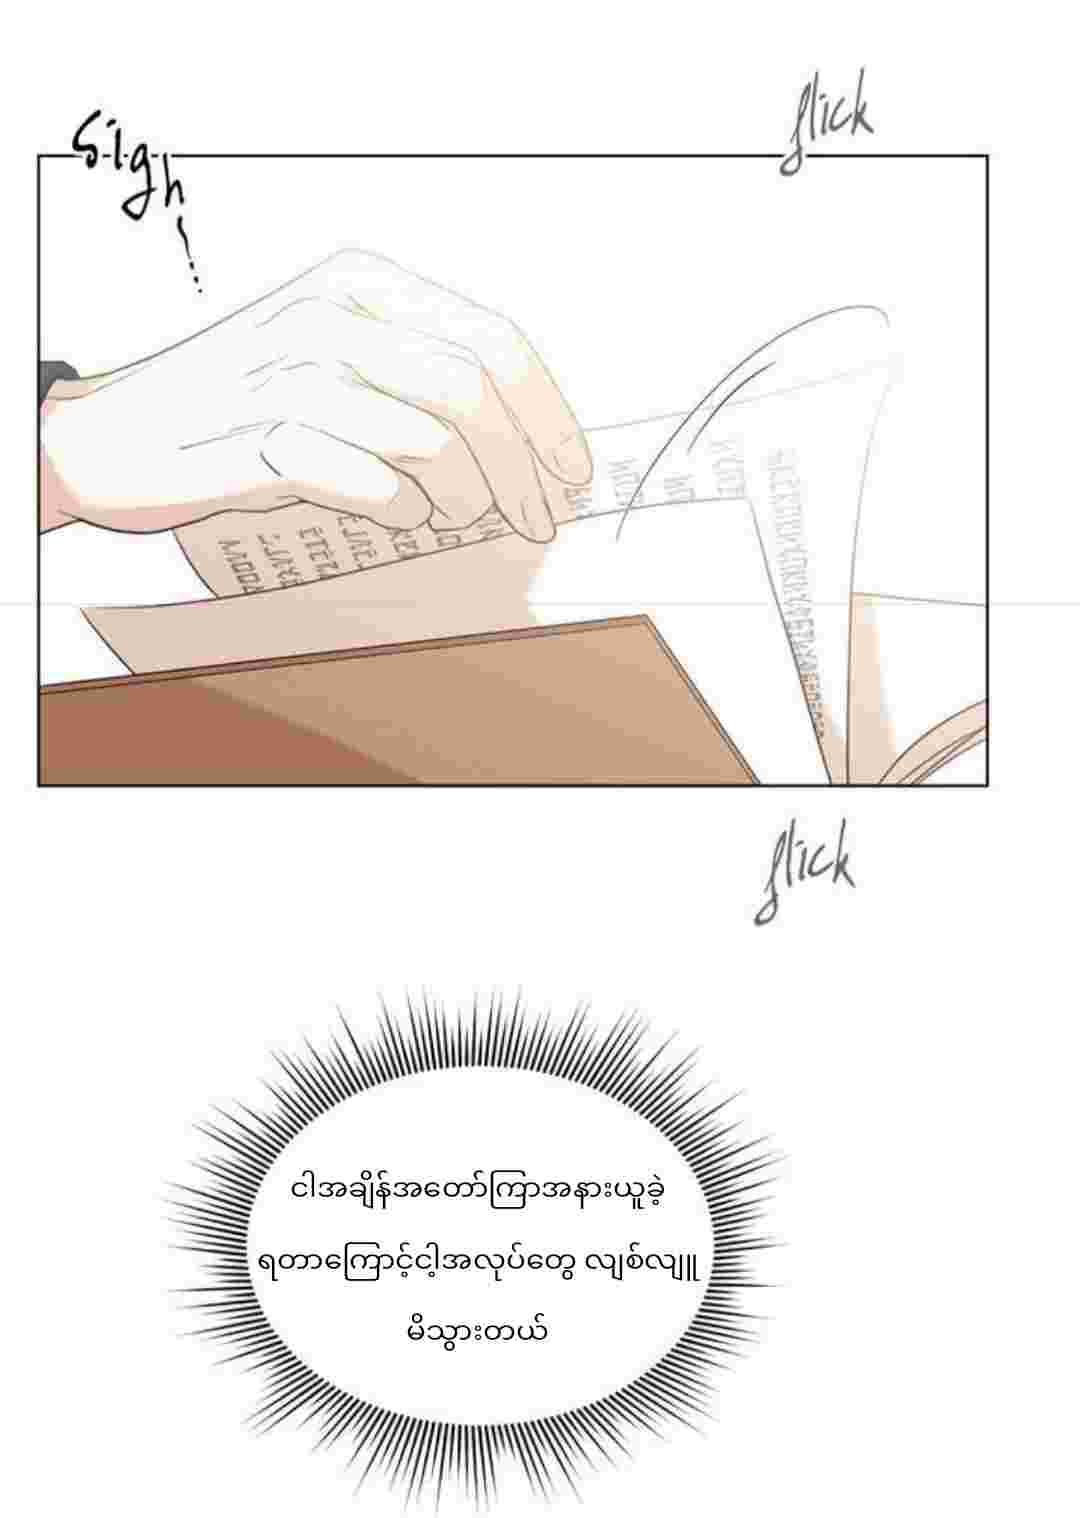 flick
Sigh...
flick
ငါအချိန်အတော်ကြာအနားယူခဲ့
ရတာကြောင့်ငါ့အလုပ်တွေ လျစ်လျူ
မိသွားတယ်